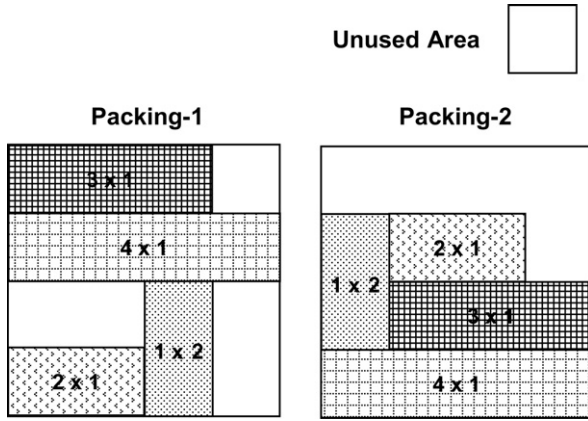 Unused Area
Packing-1
Packing-2
3 x 1
4 x 1
1 x 2
2 x 1
2 x 1
1 x 2
3 x 1
4 x 1